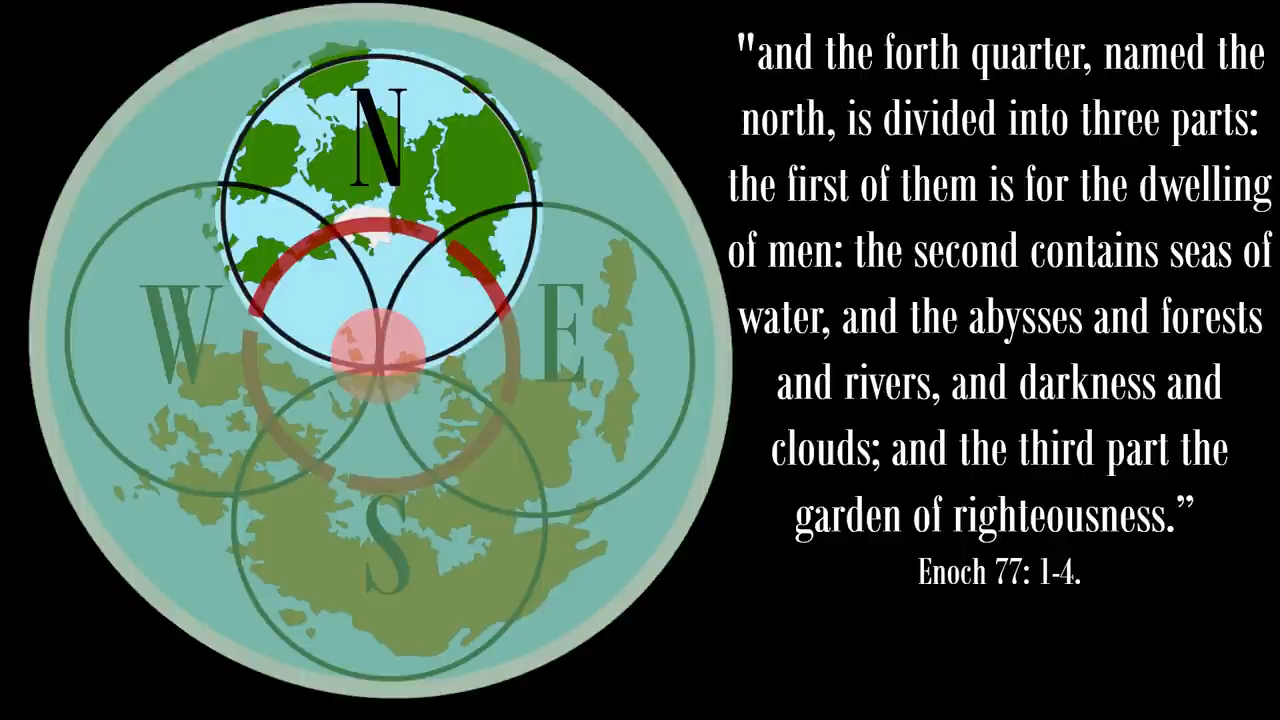 N
W
E
S
"and the forth quarter, named the
north, is divided into three parts:
the first of them is for the dwelling
of men: the second contains seas of
water, and the abysses and forests
and rivers, and darkness and
clouds; and the third part the
garden of righteousness.”
Enoch 77: 1-4.